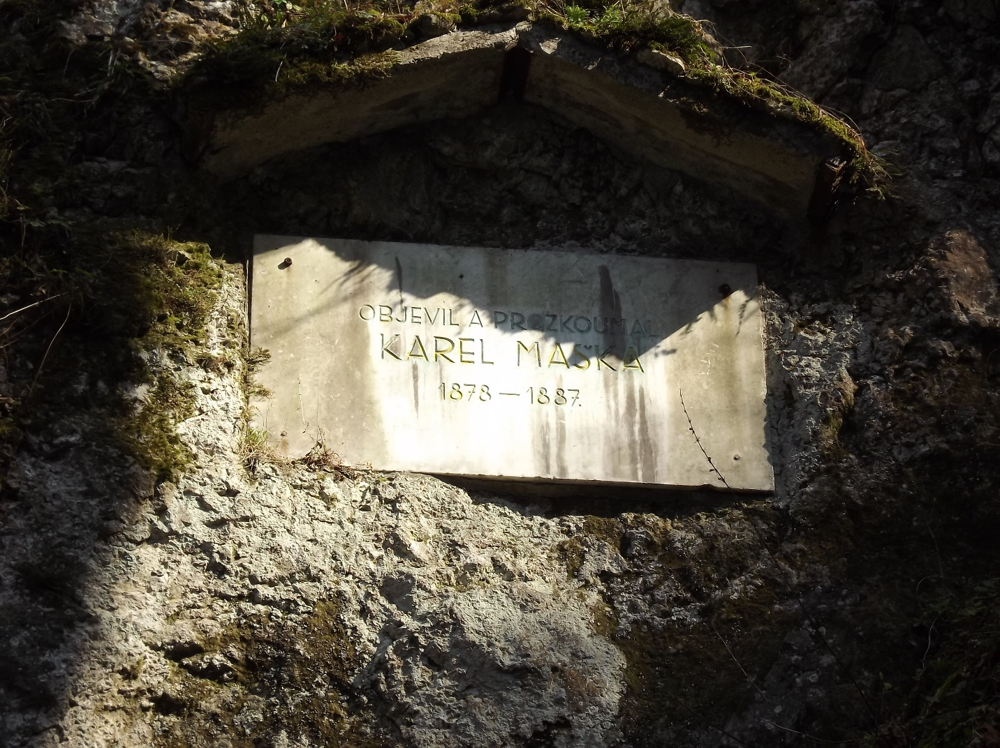 OBJEVIL A PROZKOUMAL
KAREL MAŠKA
1878 — 1887.